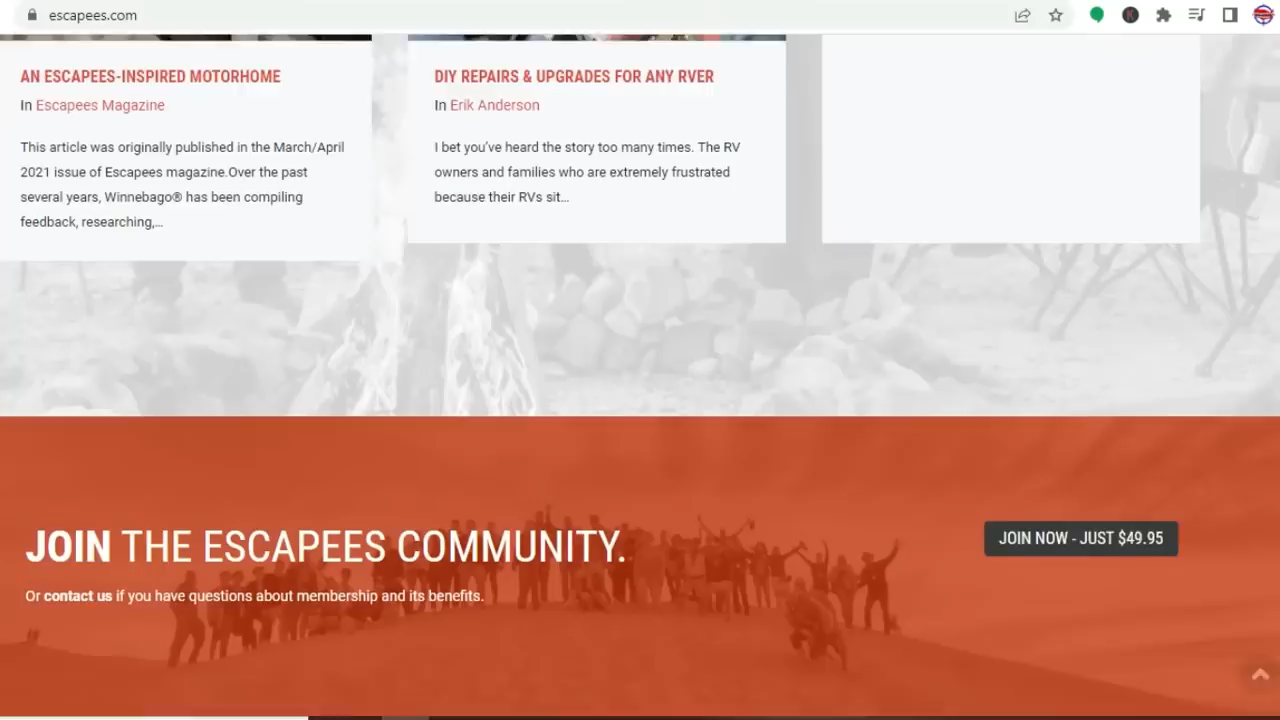 escapees.com
AN ESCAPEES-INSPIRED MOTORHOME
In Escapees Magazine
This article was originally published in the March/April
2021 issue of Escapees magazine.Over the past
several years, Winnebago® has been compiling
feedback, researching,...
DIY REPAIRS & UPGRADES FOR ANY RVER
In Erik Anderson
I bet you've heard the story too many times. The RV
owners and families who are extremely frustrated
because their RVs sit...
JOIN THE ESCAPEES COMMUNITY.
Or contact us if you have questions about membership and its benefits.
JOIN NOW - JUST $49.95